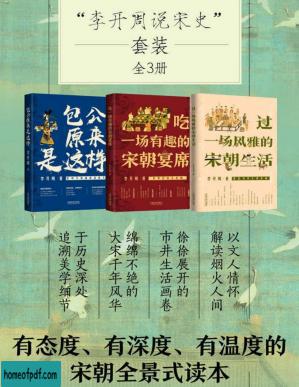 “李开周说宋史”
套装
全3册
包公原来是这样
吃一场有趣的宋朝宴席
过一场风雅的宋朝生活
以文人情怀
解读烟火人间
徐徐展开的
市井生活画卷
绵绵不绝的
大宋千年风华
于历史深处
追溯美学细节
有态度、有深度、有温度的
宋朝全景式读本
homeofpdf.com
homeofpdf.com